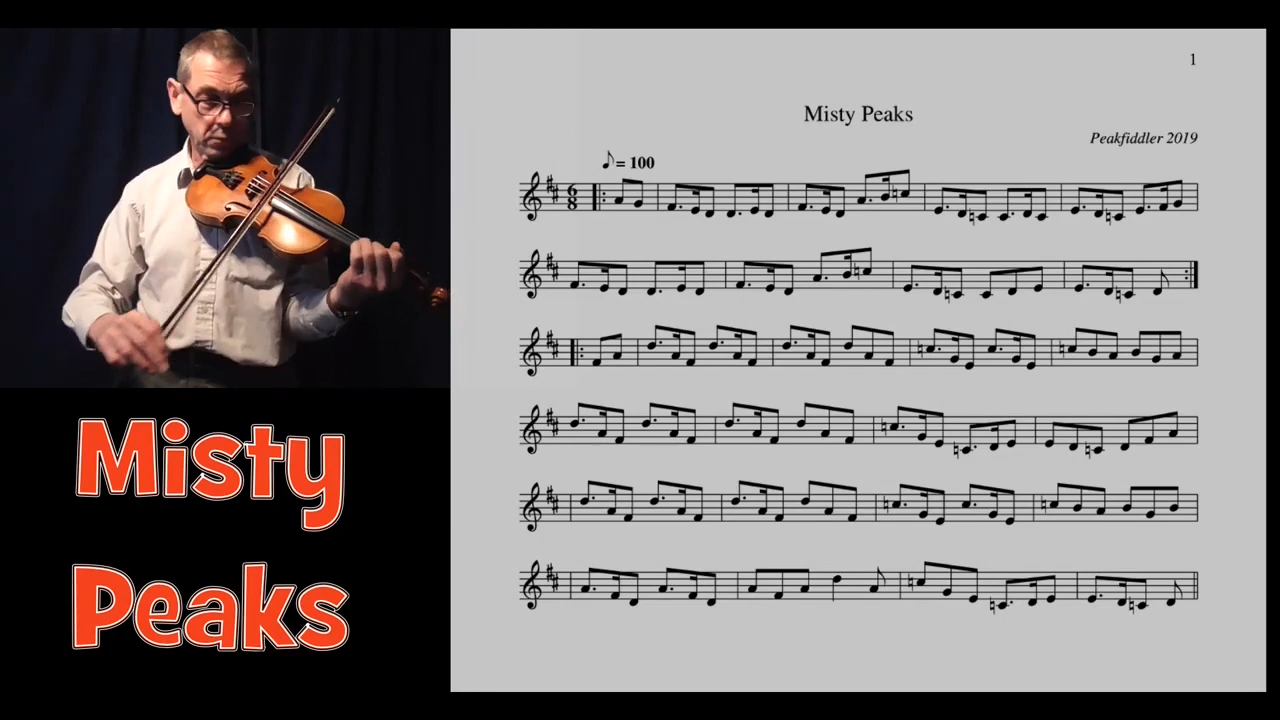 1
Misty Peaks
Peakfiddler 2019
♪= 100
6
8
Misty
Peaks